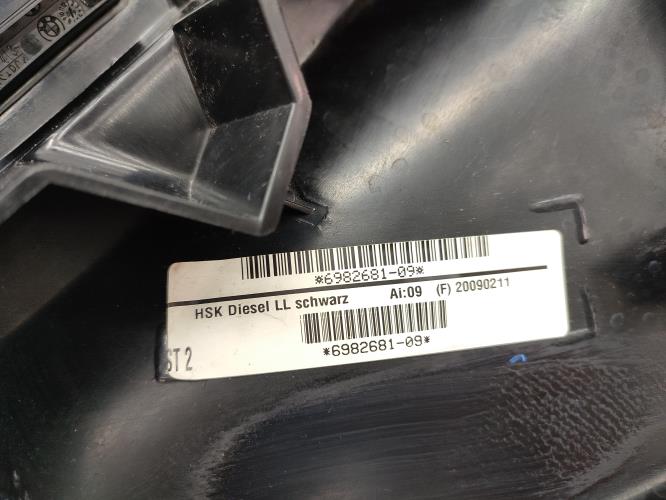 *6982681-09*
HSK Diesel LL schwarz Ai:09 (F) 20090211
*6982681-09*
ST 2